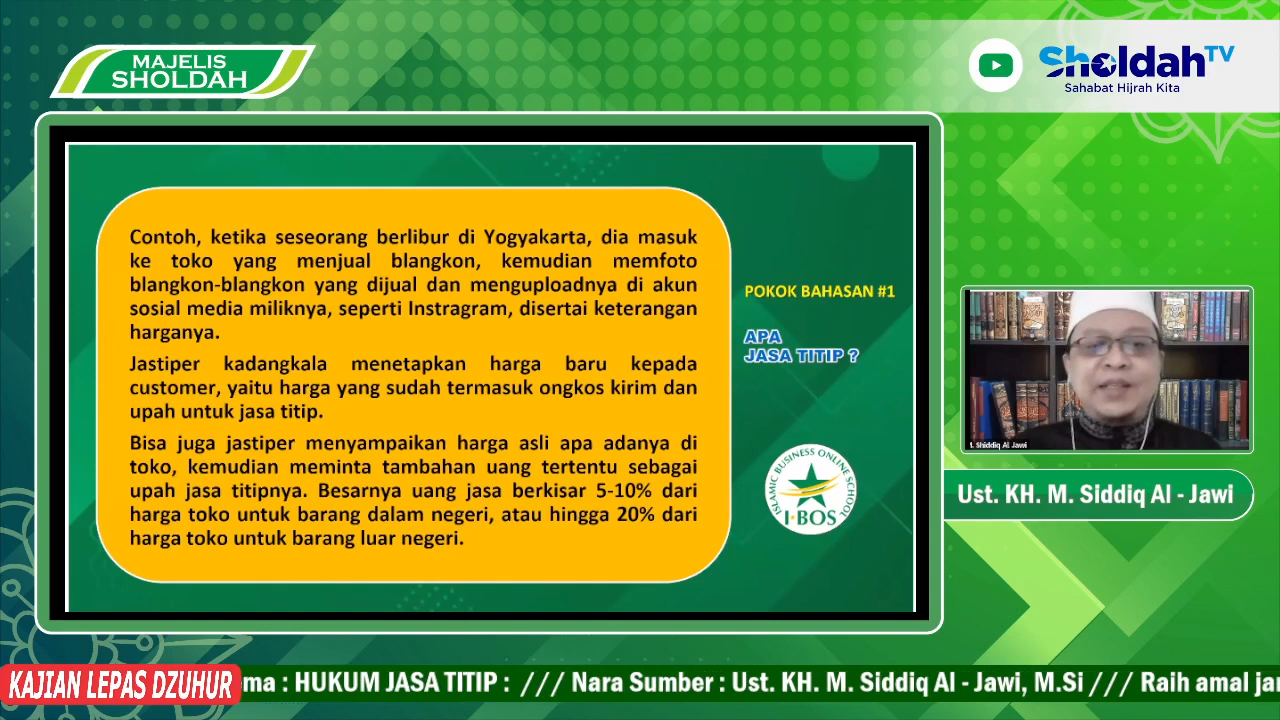 MAJELIS
SHOLDAH
SholdahTV
Sahabat Hijrah Kita
Contoh, ketika seseorang berlibur di Yogyakarta, dia masuk
ke toko yang menjual blangkon, kemudian memfoto
blangkon-blangkon yang dijual dan menguploadnya di akun
sosial media miliknya, seperti Instragram, disertai keterangan
harganya.
Jastiper kadangkala menetapkan harga baru kepada
customer, yaitu harga yang sudah termasuk ongkos kirim dan
upah untuk jasa titip.
Bisa juga jastiper menyampaikan harga asli apa adanya di
toko, kemudian meminta tambahan uang tertentu sebagai
upah jasa titipnya. Besarnya uang jasa berkisar 5-10% dari
harga toko untuk barang dalam negeri, atau hingga 20% dari
harga toko untuk barang luar negeri.
POKOK BAHASAN #1
APA
JASA TITIP ?
ISLAMIC BUSINESS ONLINE SCHOOL
I-BOS
M. Shiddiq Al Jawi
Ust. KH. M. Siddiq Al - Jawi
KAJIAN LEPAS DZUHUR
ema : HUKUM JASA TITIP : /// Nara Sumber : Ust. KH. M. Siddiq Al - Jawi, M.Si /// Raih amal jar